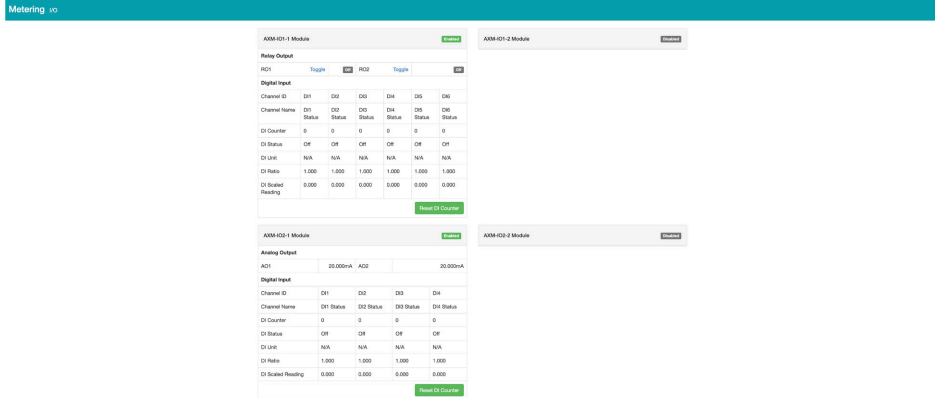 Metering I/O
AXM-IO1-1 Module Enabled
Relay Output
RO1 Toggle Off RO2 Toggle Off
Digital Input
Channel ID DI1 DI2 DI3 DI4 DI5 DI6
Channel Name DI1 Status DI2 Status DI3 Status DI4 Status DI5 Status DI6 Status
DI Counter 0 0 0 0 0 0
DI Status Off Off Off Off Off Off
DI Unit N/A N/A N/A N/A N/A N/A
DI Ratio 1.000 1.000 1.000 1.000 1.000 1.000
DI Scaled Reading 0.000 0.000 0.000 0.000 0.000 0.000
Reset DI Counter
AXM-IO1-2 Module Disabled
AXM-IO2-1 Module Enabled
Analog Output
AO1 20.000mA AO2 20.000mA
Digital Input
Channel ID DI1 DI2 DI3 DI4
Channel Name DI1 Status DI2 Status DI3 Status DI4 Status
DI Counter 0 0 0 0
DI Status Off Off Off Off
DI Unit N/A N/A N/A N/A
DI Ratio 1.000 1.000 1.000 1.000
DI Scaled Reading 0.000 0.000 0.000 0.000
Reset DI Counter
AXM-IO2-2 Module Disabled